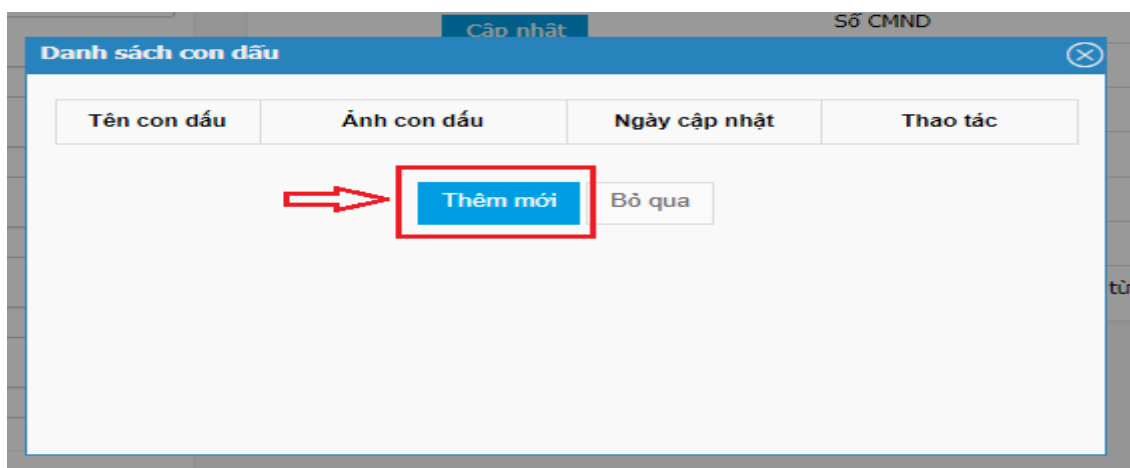 Cập nhật
Số CMND
Danh sách con dấu
Tên con dấu Ảnh con dấu Ngày cập nhật Thao tác
Thêm mới Bỏ qua
từ